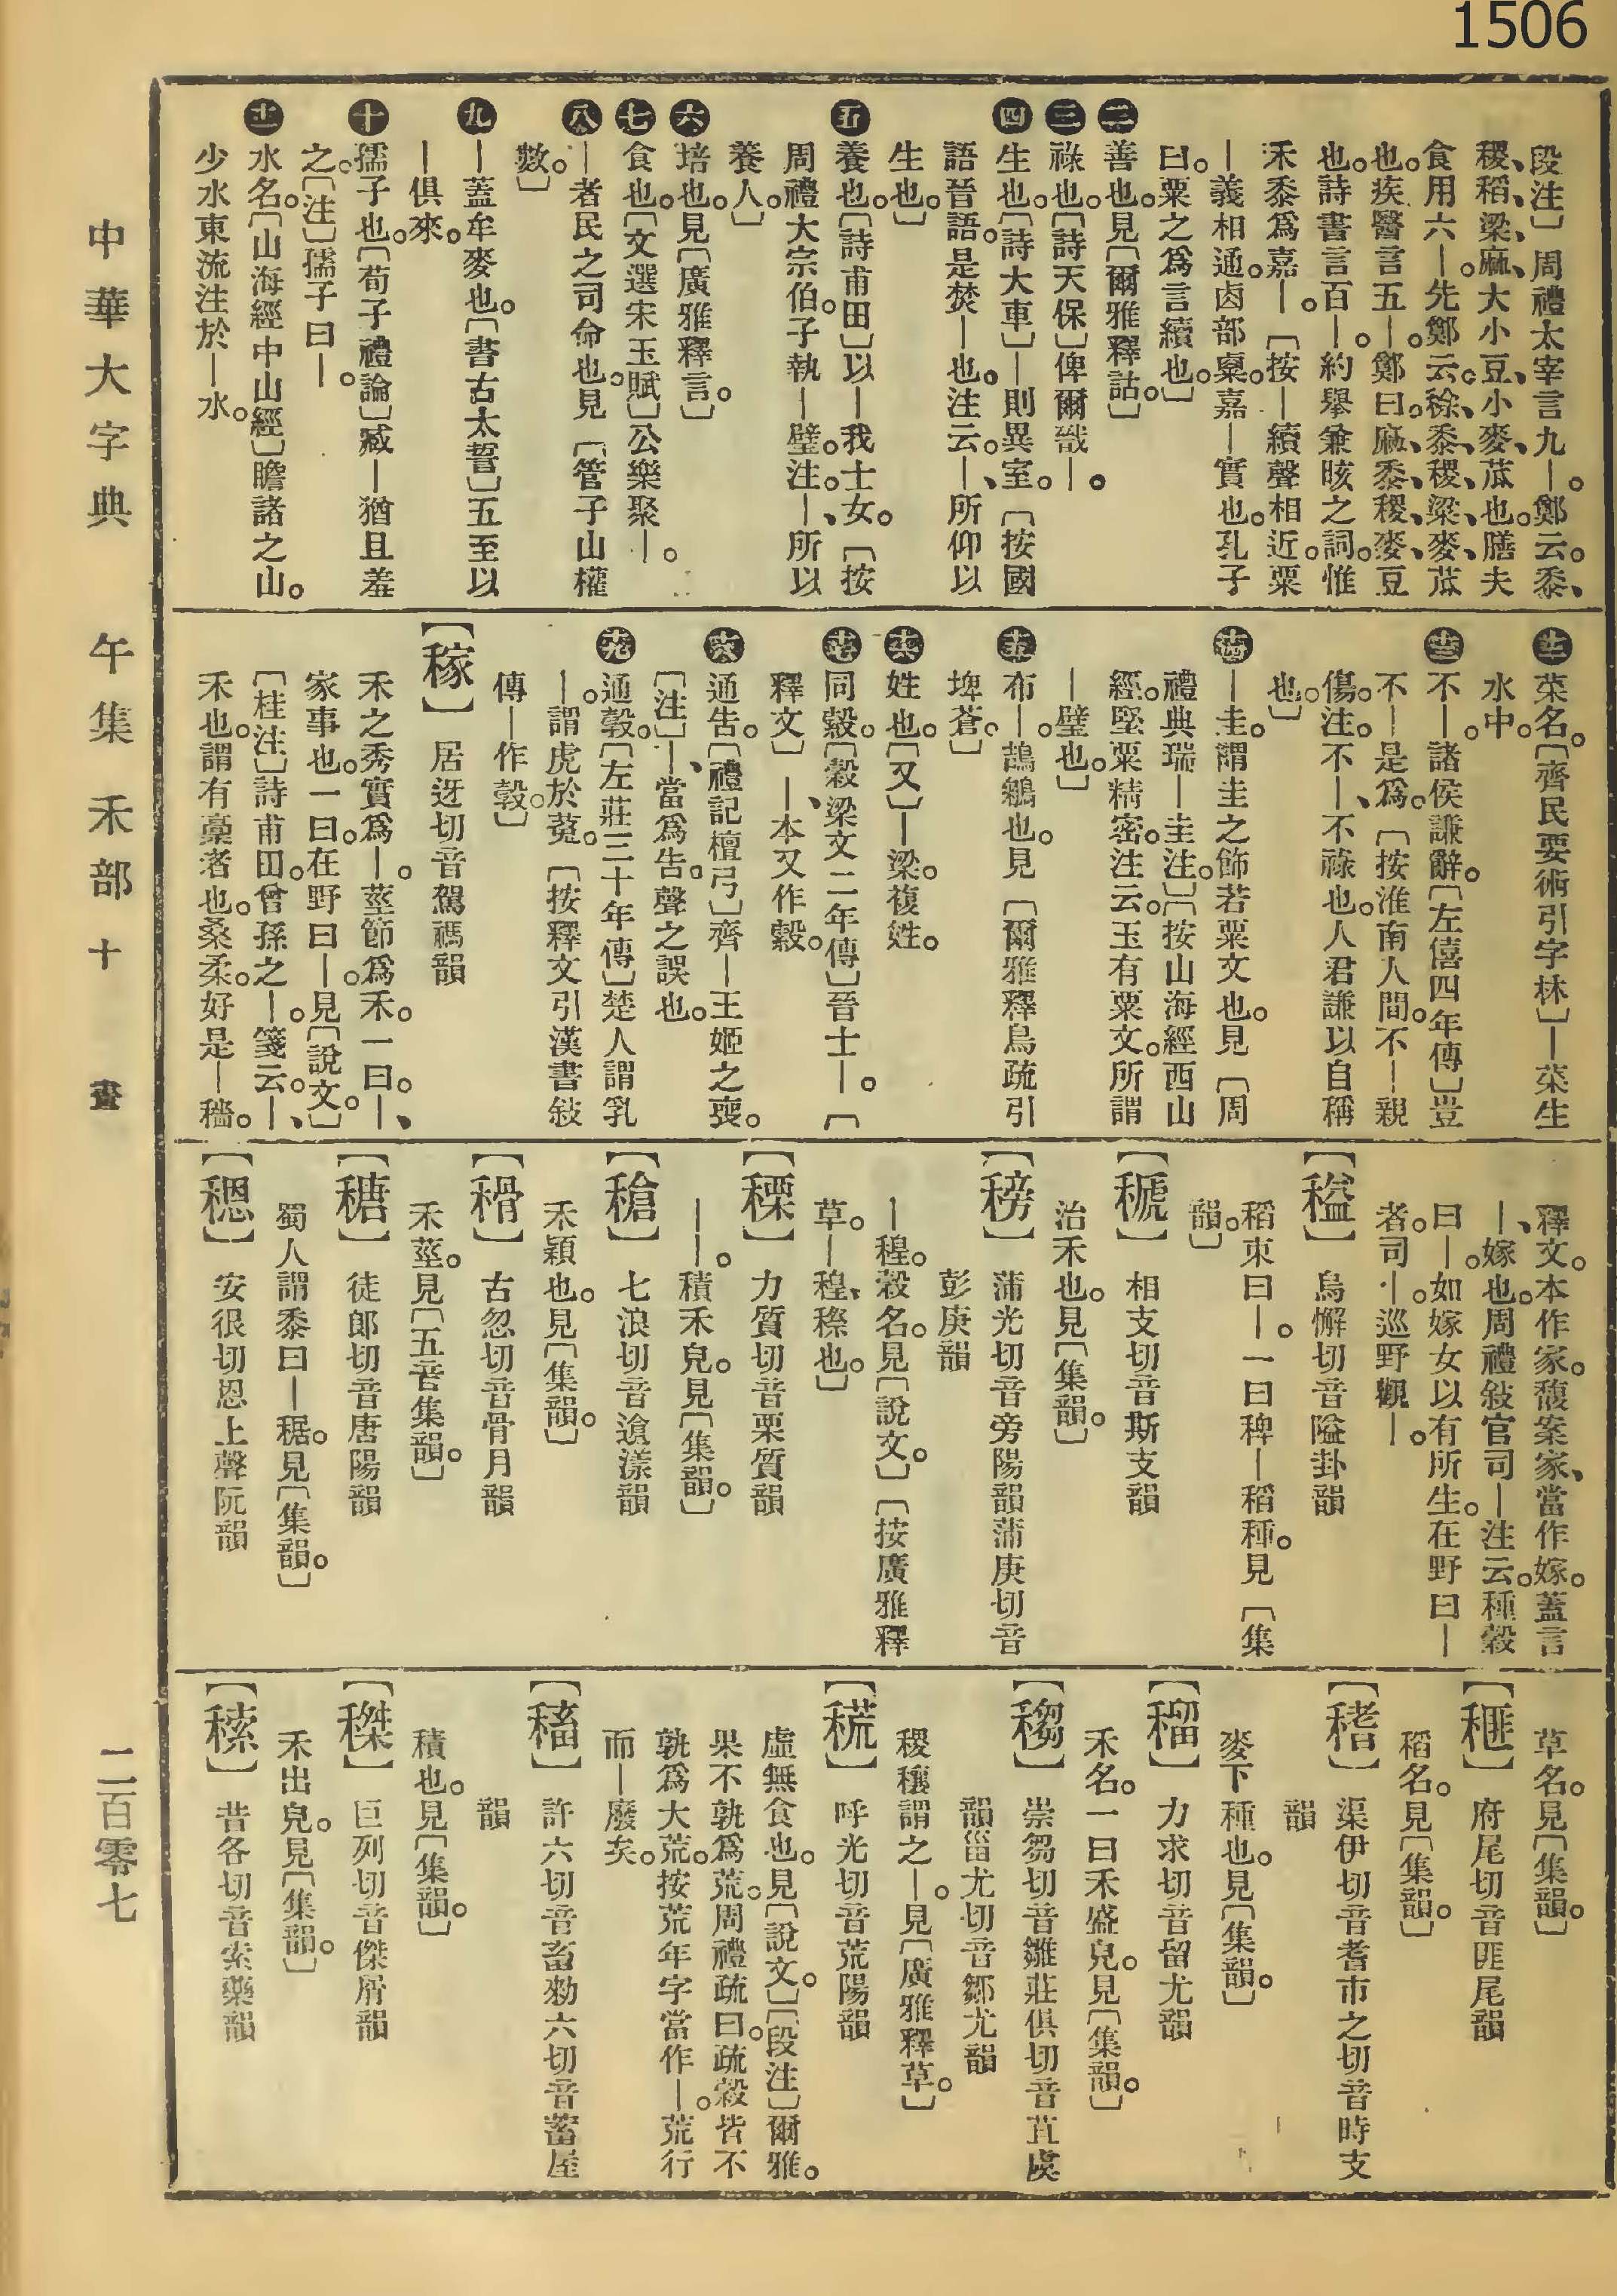 1506
段注〕周禮太宰言九｜。鄭云。黍、
稷、稻、粱、麻、大小豆、小麥、苽也。膳夫
食用六｜。先鄭云。稌、黍、稷、粱、麥、苽
也。疾醫言五｜。鄭曰。麻、黍、稷、麥、豆
也。詩書言百｜。約舉兼晐之詞。惟
禾黍爲嘉｜。〔按｜續聲相近。粟
｜義相通。卤部㮚。嘉｜實也。孔子
曰。粟之爲言續也。〕
㊁善也。見〔爾雅釋詁。〕
㊂祿也。〔詩天保〕俾爾戩｜。
㊃生也。〔詩大車〕｜則異室。〔按國
語晉語。是焚｜也。注云。｜、所仰以
生也。〕
㊄養也。〔詩甫田〕以｜我士女。〔按
周禮大宗伯。子執｜璧。注。｜、所以
養人。〕
㊅培也。見〔廣雅釋言。〕
㊆食也。〔文選宋玉賦〕公樂聚｜。
㊇｜者民之司命也。見〔管子山權
數。〕
㊈｜蓋牟麥也。〔書古太誓〕五至以
｜俱來。
㊉孺子也。〔荀子禮論〕臧｜猶且羞
之。〔注〕孺子曰｜。
十一水名。〔山海經中山經〕瞻諸之山。
少水東流注於｜水。
十二菜名。〔齊民要術引字林〕｜菜生
水中。
十三不｜。諸侯謙辭。〔左僖四年傳〕豈
不｜是爲。〔按淮南人間。不｜親
傷。注。不｜、不祿也。人君謙以自稱
也。〕
十四｜圭。謂圭之飾若粟文也。見〔周
禮典瑞｜圭注。〕〔按山海經西山
經。堅粟精密。注云。玉有粟文。所謂
｜璧也。〕
十五布｜。鵠鵴也。見〔爾雅釋鳥疏引
埤蒼。〕
十六姓也。〔又〕｜梁。複姓。
十七同㝅。〔穀梁文二年傳〕晉士｜。〔
釋文〕｜、本又作㝅。
十八通告。〔禮記檀弓〕齊｜王姬之喪。
〔注〕｜、當爲告。聲之誤也。
十九通㝅。〔左莊三十年傳〕楚人謂乳
｜。謂虎於菟。〔按釋文引漢書敍
傳｜作㝅。〕
【稼】居迓切音駕禡韻
禾之秀實爲｜。莖節爲禾。一曰。｜、
家事也。一曰。在野曰｜。見〔說文。〕
〔桂注〕詩甫田。曾孫之｜。箋云。｜、
禾也。謂有藁者也。桑柔。好是｜穡。
釋文。本作家。馥案家、當作嫁。蓋言
｜、嫁也。周禮敍官司｜注云。種穀
曰｜。如嫁女以有所生。在野曰｜
者。司｜巡野觀｜。
【𥡗】烏懈切音隘卦韻
稻束曰｜。一曰稗｜稻種。見〔集
韻。〕
【𥠸】相支切音斯支韻
治禾也。見〔集韻。〕
【䅭】蒲光切音旁陽韻蒲庚切音
彭庚韻
｜䅣。穀名。見〔說文。〕〔按廣雅釋
草。｜䅣、穄也。〕
【䅇】力質切音栗質韻
｜｜。積禾皃。見〔集韻。〕
【䅮】七浪切音䠢漾韻
禾穎也。見〔集韻。〕
【䅥】古忽切音骨月韻
禾莖。見〔五音集韻。〕
【䅯】徒郎切音唐陽韻
蜀人謂黍曰｜䅕。見〔集韻。〕
【䅰】安很切恩上聲阮韻
草名。見〔集韻。〕
【䅹】府尾切音匪尾韻
稻名。見〔集韻。〕
【䅲】渠伊切音耆市之切音時支
韻
麥下種也。見〔集韻。〕
【䅦】力求切音留尤韻
禾名。一曰禾盛皃。見〔集韻。〕
【䅳】崇芻切音雛莊俱切音苴虞
韻甾尤切音鄒尤韻
稷穰謂之｜。見〔廣雅釋草。〕
【䅣】呼光切音荒陽韻
虛無食也。見〔說文。〕〔段注〕爾雅。
果不孰爲荒。周禮疏曰。疏穀皆不
孰爲大荒。按荒年字當作｜。荒行
而｜廢矣。
【稸】許六切音畜勑六切音蓄屋
韻
積也。見〔集韻。〕
【榤】巨列切音傑屑韻
禾出皃。見〔集韻。〕
【䅴】昔各切音索藥韻
中華大字典　午集　禾部　十畫　二百零七